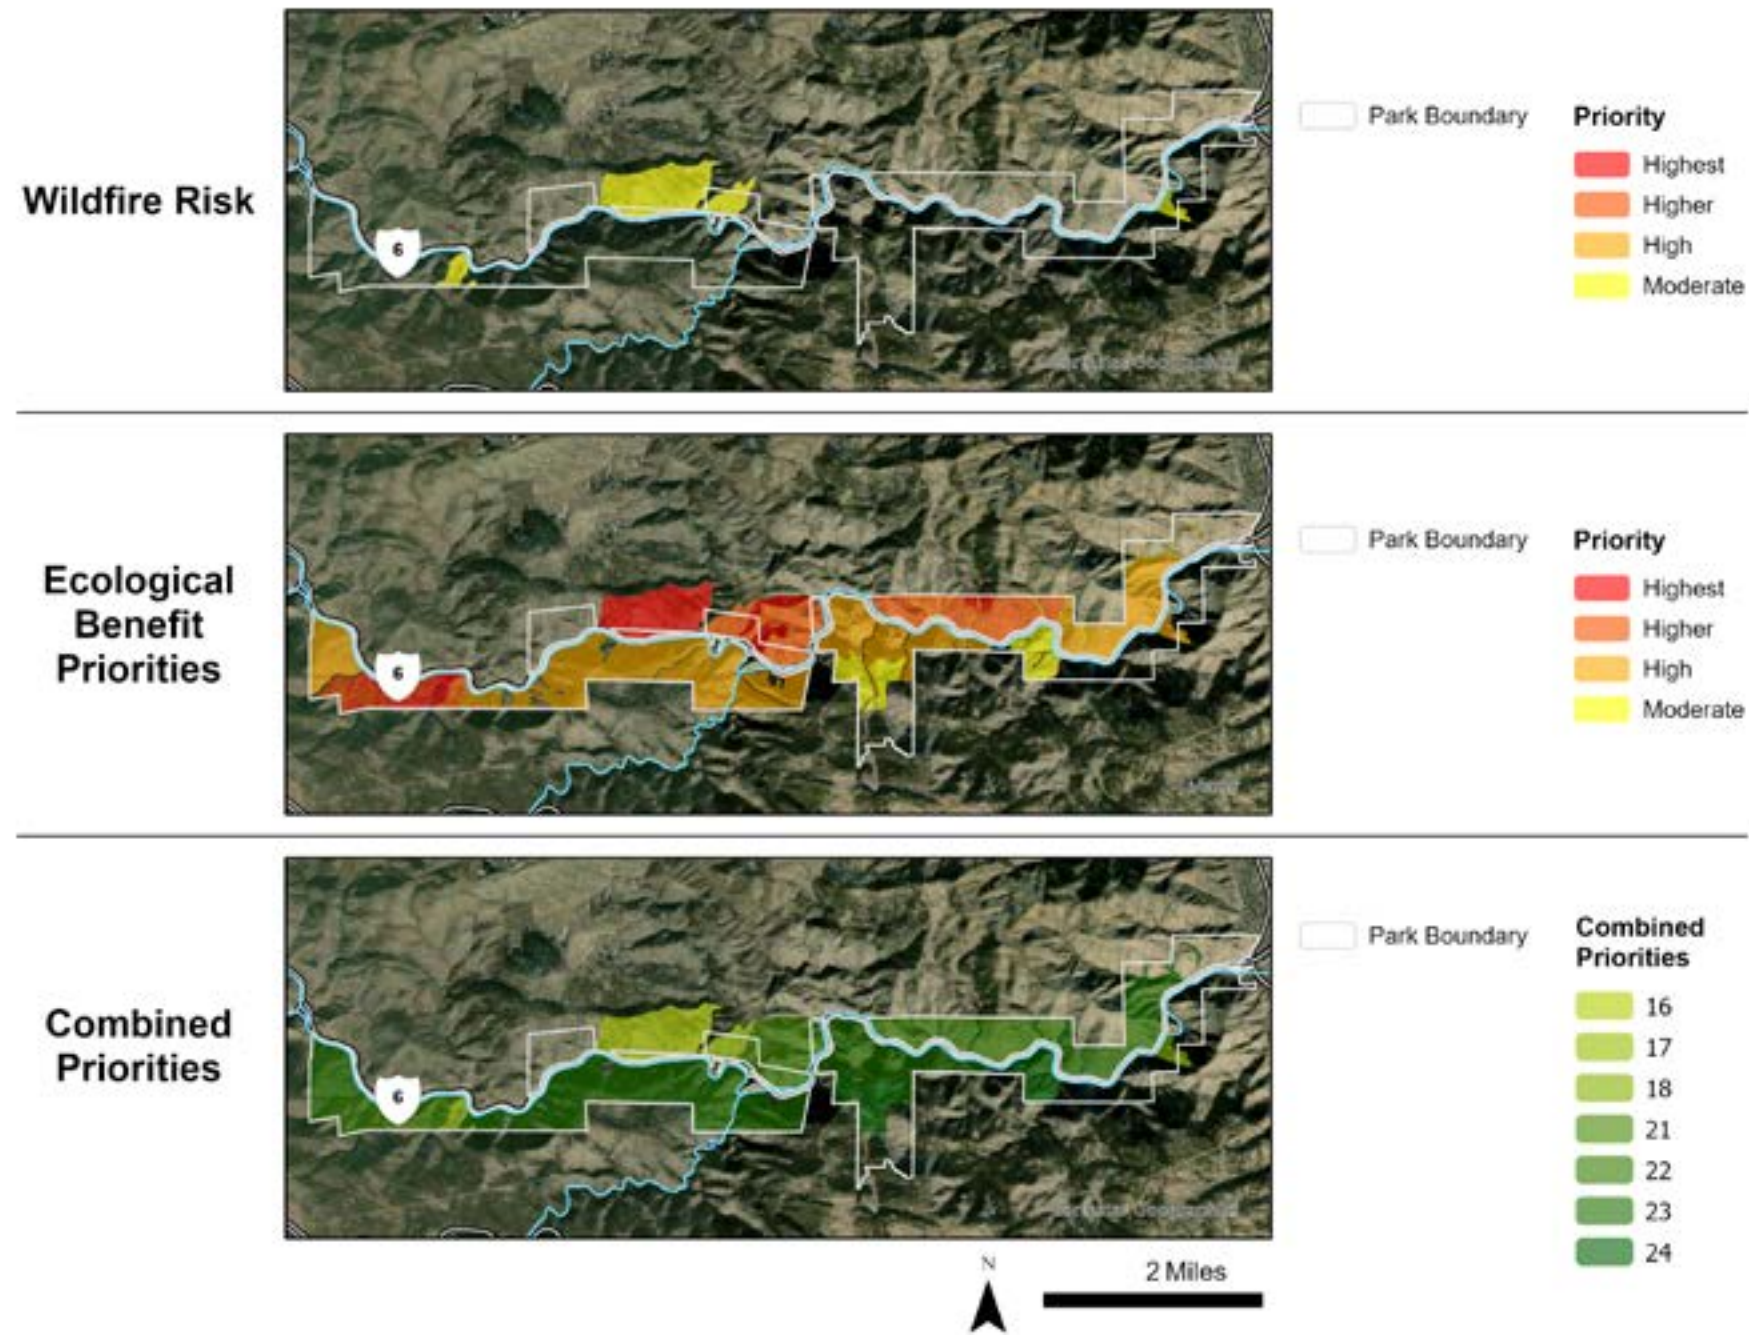 Wildfire Risk
6
Park Boundary
Priority
Highest
Higher
High
Moderate
Ecological
Benefit
Priorities
6
Park Boundary
Priority
Highest
Higher
High
Moderate
Combined
Priorities
6
Park Boundary
Combined
Priorities
16
17
18
21
22
23
24
N
2 Miles